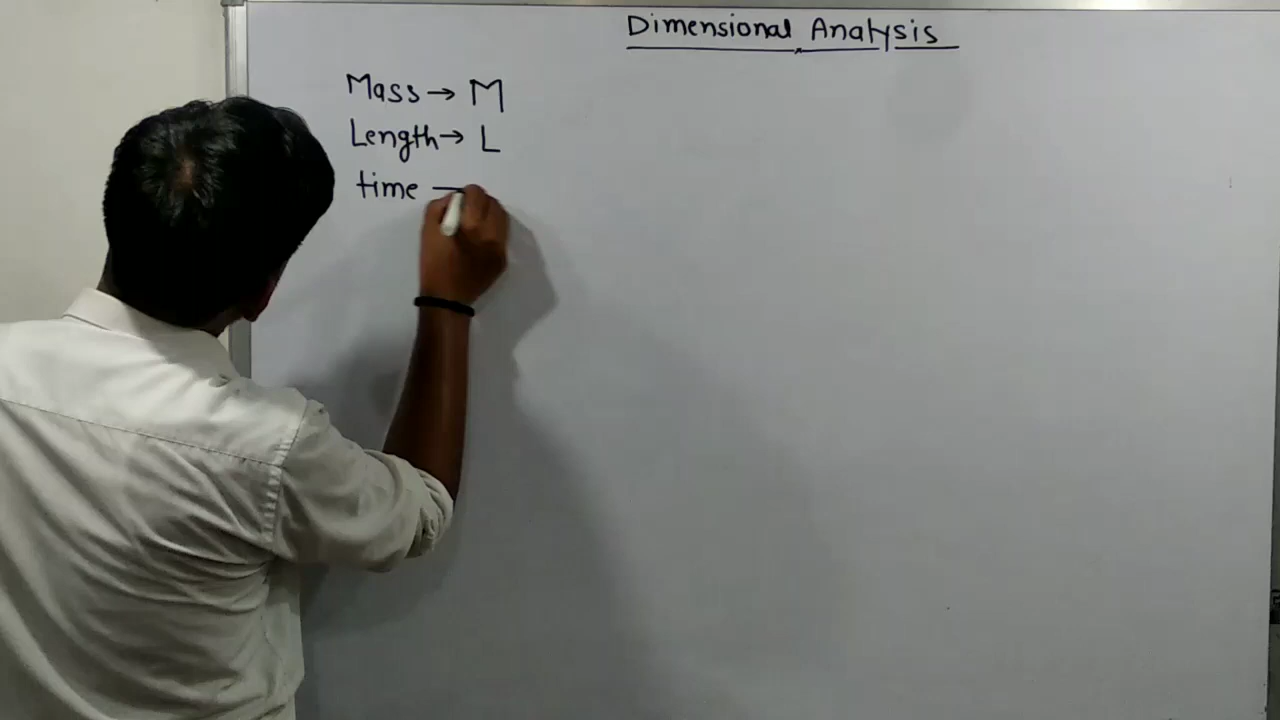 Dimensional Analysis
Mass → M
Length → L
time —